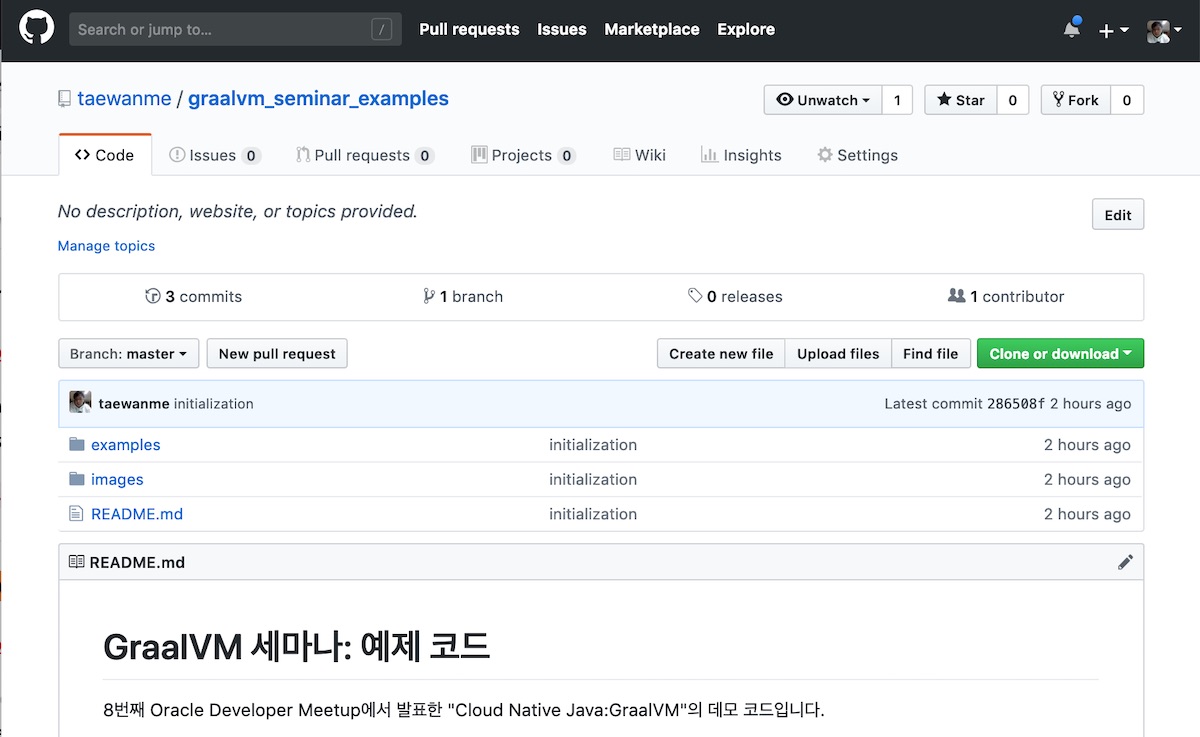 Search or jump to... / Pull requests Issues Marketplace Explore
taewanme / graalvm_seminar_examples Unwatch 1 Star 0 Fork 0
Code Issues 0 Pull requests 0 Projects 0 Wiki Insights Settings
No description, website, or topics provided. Edit
Manage topics
3 commits 1 branch 0 releases 1 contributor
Branch: master New pull request Create new file Upload files Find file Clone or download
taewanme initialization Latest commit 286508f 2 hours ago
examples initialization 2 hours ago
images initialization 2 hours ago
README.md initialization 2 hours ago
README.md
GraalVM 세마나: 예제 코드
8번째 Oracle Developer Meetup에서 발표한 "Cloud Native Java:GraalVM"의 데모 코드입니다.